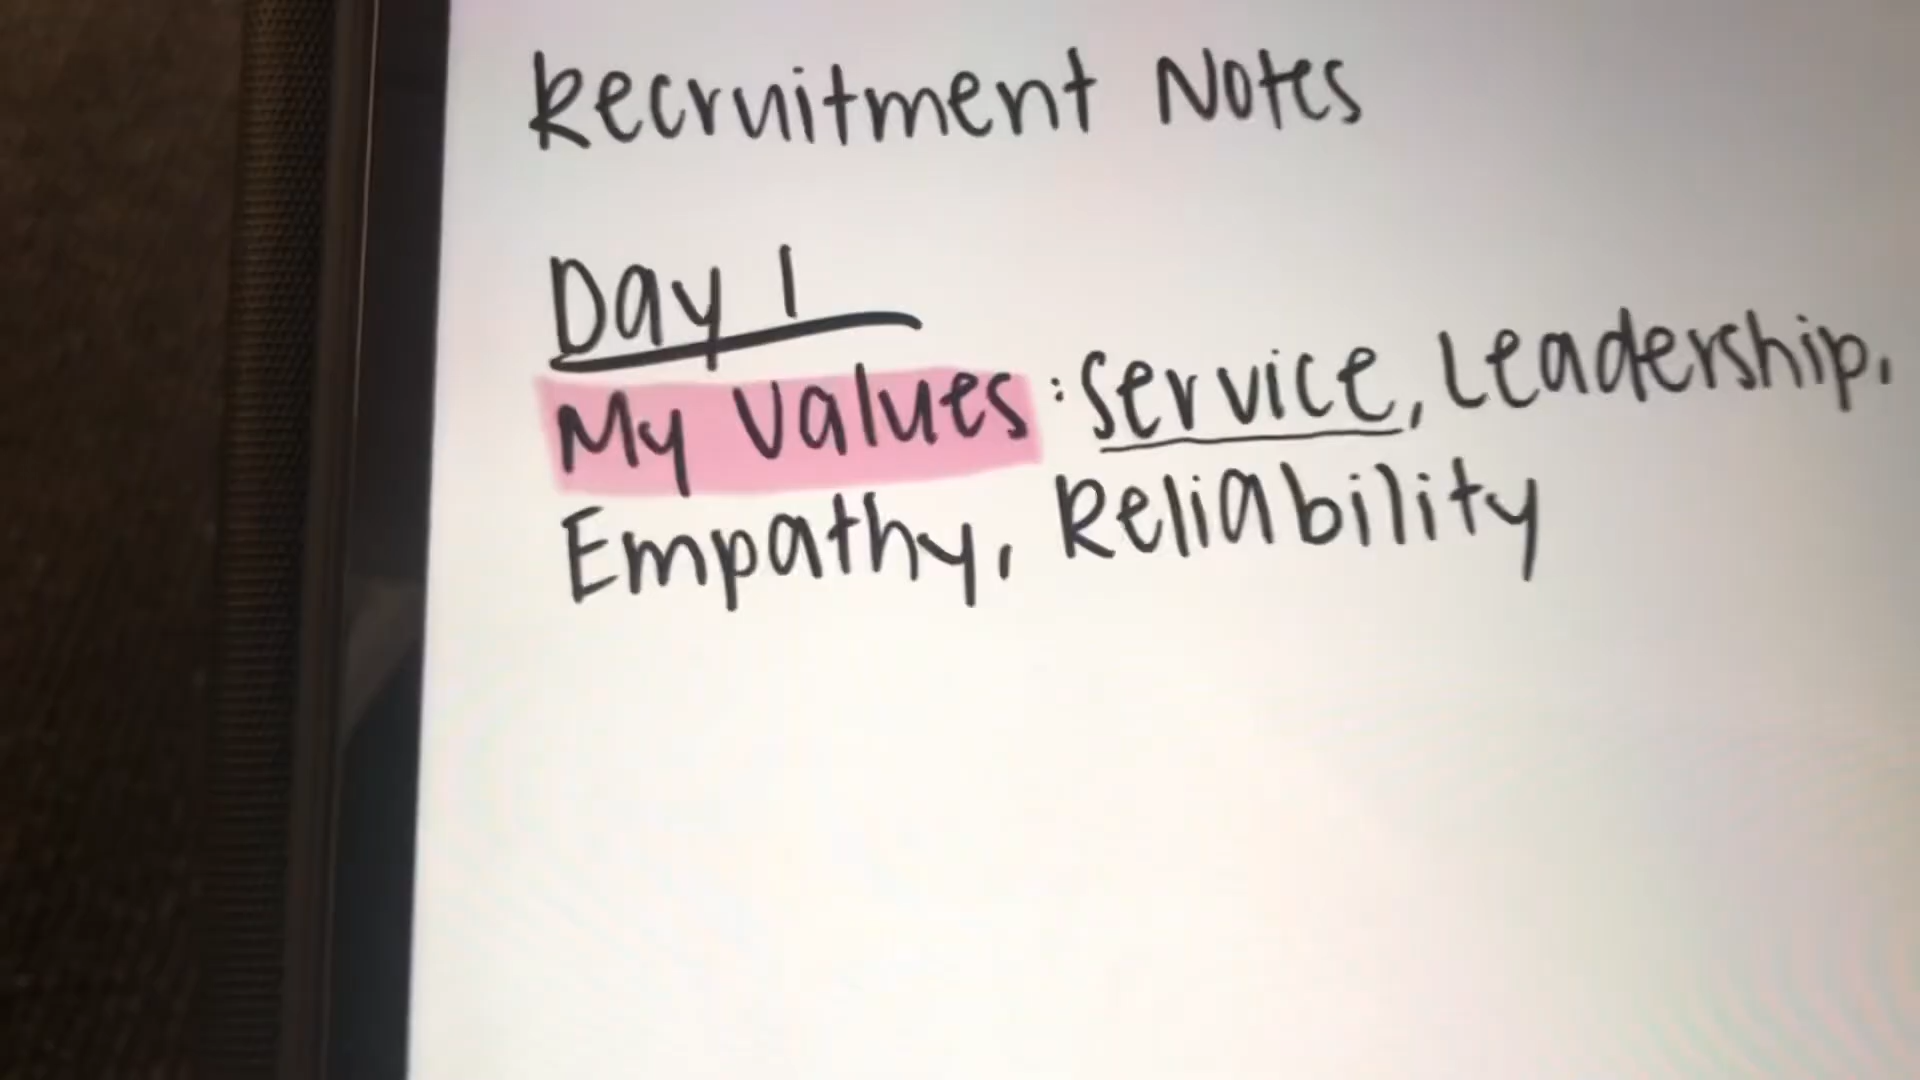 Recruitment Notes
Day 1
My Values: Service, Leadership,
Empathy, Reliability